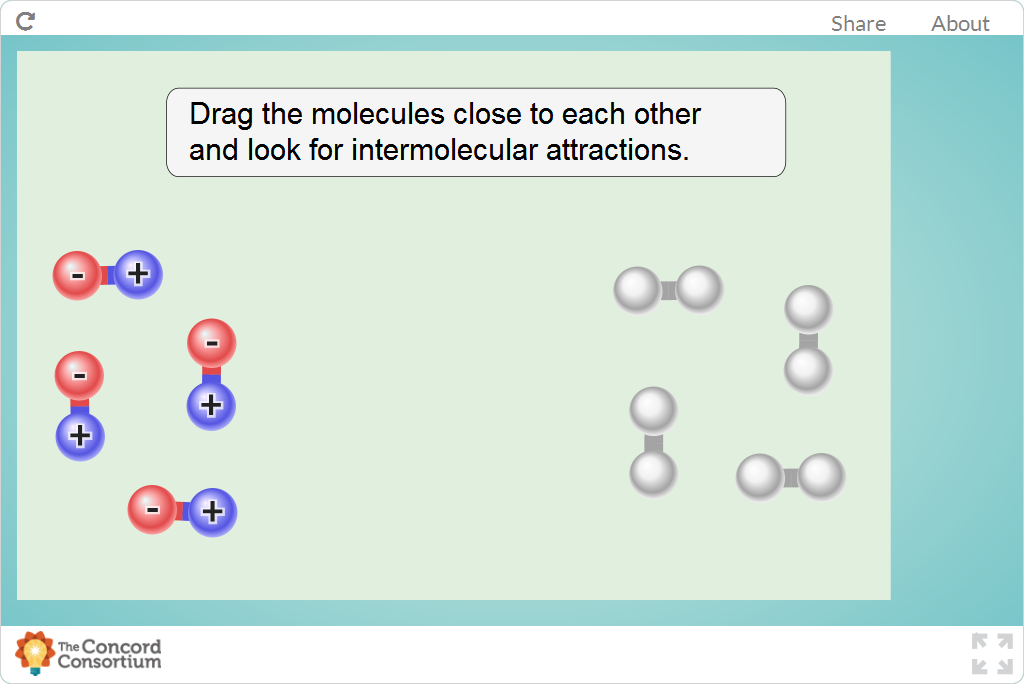 Share About
Drag the molecules close to each other
and look for intermolecular attractions.
- +
-
- +
+
- +
The Concord
Consortium